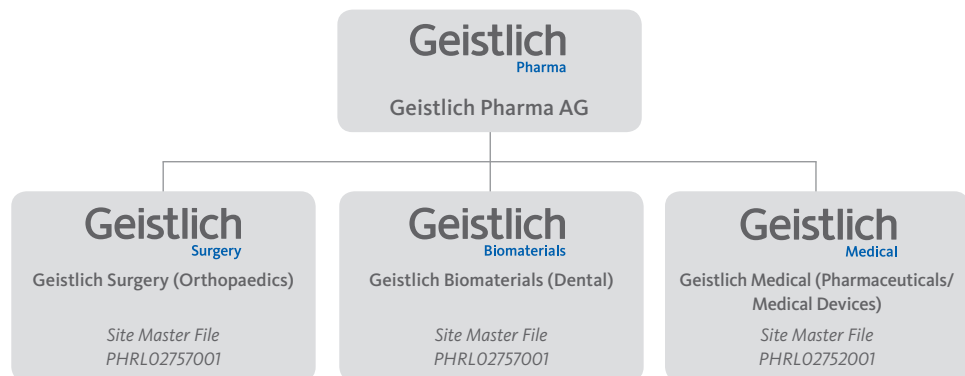 Geistlich
Pharma
Geistlich Pharma AG
Geistlich
Surgery
Geistlich Surgery (Orthopaedics)
Site Master File
PHRL02757001
Geistlich
Biomaterials
Geistlich Biomaterials (Dental)
Site Master File
PHRL02757001
Geistlich
Medical
Geistlich Medical (Pharmaceuticals/
Medical Devices)
Site Master File
PHRL02752001